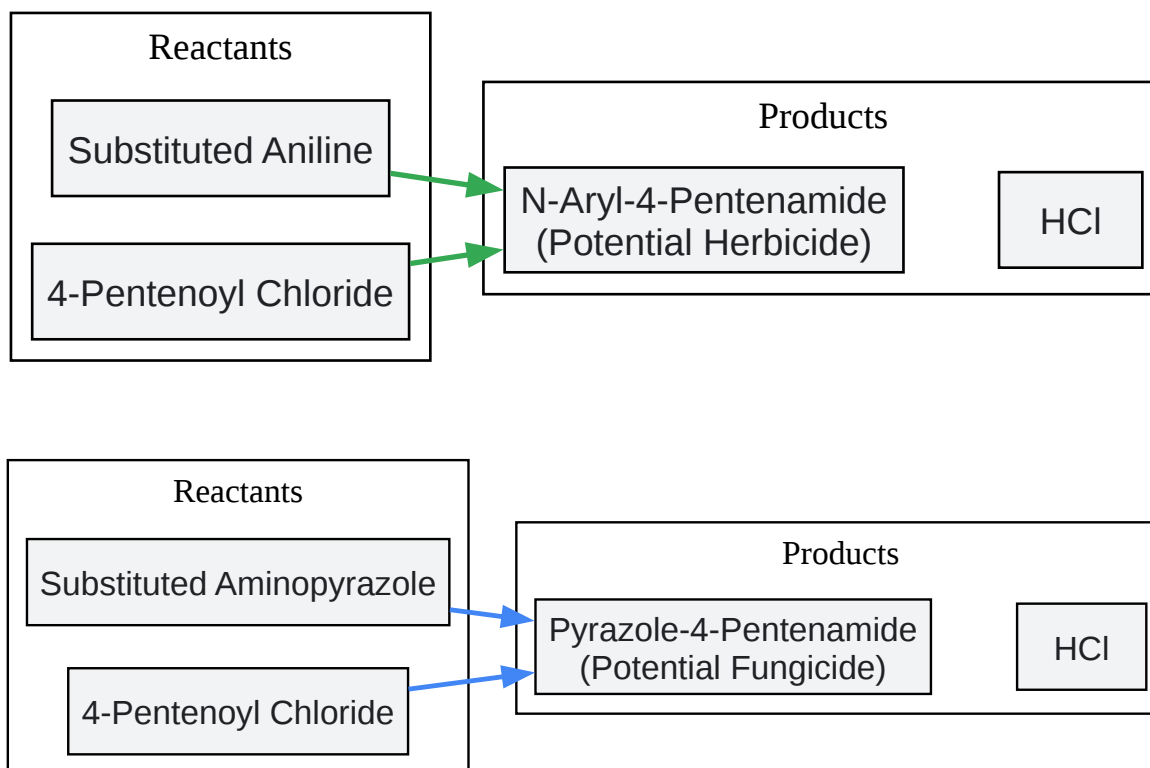 Reactants
Substituted Aniline
4-Pentenoyl Chloride
Products
N-Aryl-4-Pentenamide
(Potential Herbicide)
HCl
Reactants
Substituted Aminopyrazole
4-Pentenoyl Chloride
Products
Pyrazole-4-Pentenamide
(Potential Fungicide)
HCl